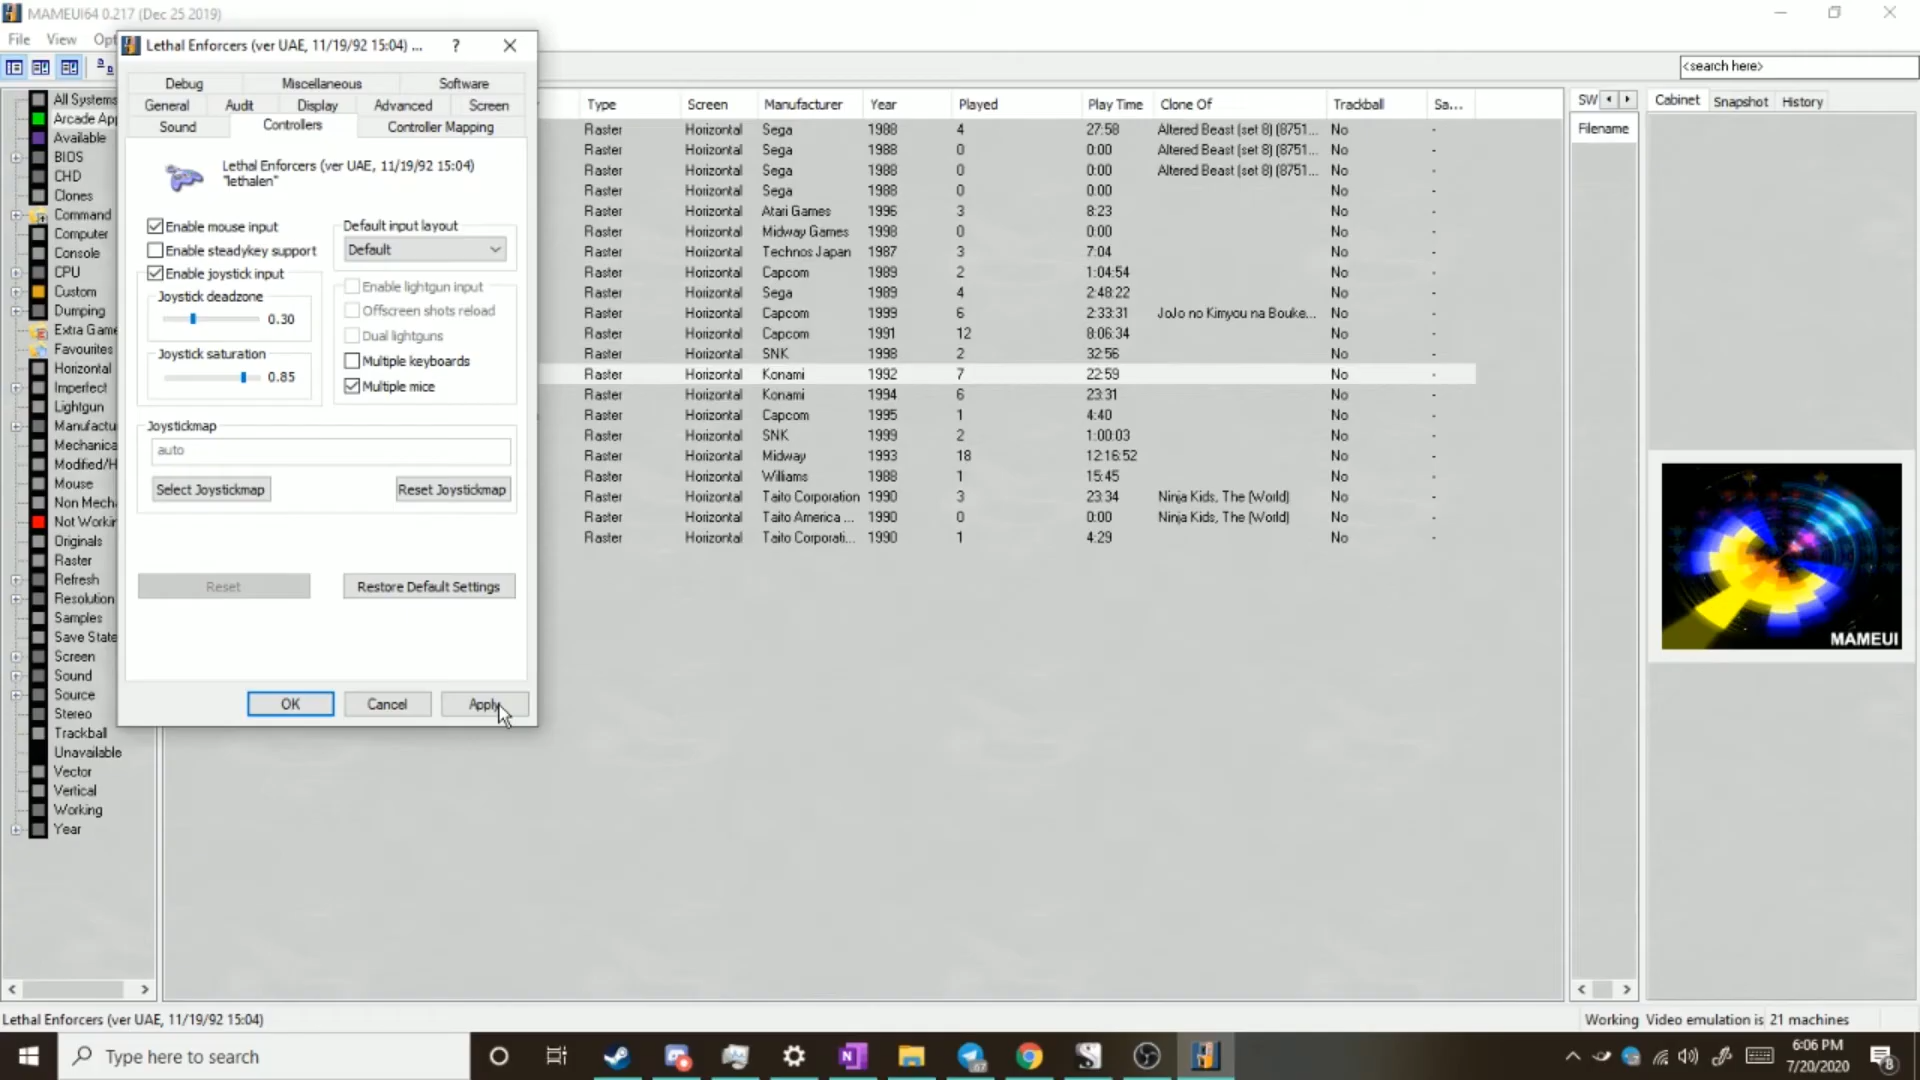 MAMEUI64 0.217 (Dec 25 2019)
File View Opt
<search here>
Lethal Enforcers (ver UAE, 11/19/92 15:04) ... ?
Debug Miscellaneous Software
General Audit Display Advanced Screen
Sound Controllers Controller Mapping
Lethal Enforcers (ver UAE, 11/19/92 15:04)
"lethalen"
Enable mouse input
Enable steadykey support
Enable joystick input
Joystick deadzone
0.30
Joystick saturation
0.85
Default input layout
Default
Enable lightgun input
Offscreen shots reload
Dual lightguns
Multiple keyboards
Multiple mice
Joystickmap
auto
Select Joystickmap Reset Joystickmap
Reset Restore Default Settings
OK Cancel Apply
All Systems
Arcade App
Available
BIOS
CHD
Clones
Command
Computer
Console
CPU
Custom
Dumping
Extra Game
Favourites
Horizontal
Imperfect
Lightgun
Manufactu
Mechanica
Modified/H
Mouse
Non Mech
Not Workin
Originals
Raster
Refresh
Resolution
Samples
Save State
Screen
Sound
Source
Stereo
Trackball
Unavailable
Vector
Vertical
Working
Year
Type Screen Manufacturer Year Played Play Time Clone Of Trackball Sa...
Raster Horizontal Sega 1988 4 27:58 Altered Beast (set 8) (8751... No -
Raster Horizontal Sega 1988 0 0:00 Altered Beast (set 8) (8751... No -
Raster Horizontal Sega 1988 0 0:00 Altered Beast (set 8) (8751... No -
Raster Horizontal Sega 1988 0 0:00 No -
Raster Horizontal Atari Games 1996 3 8:23 No -
Raster Horizontal Midway Games 1998 0 0:00 No -
Raster Horizontal Technos Japan 1987 3 7:04 No -
Raster Horizontal Capcom 1989 2 1:04:54 No -
Raster Horizontal Sega 1989 4 2:48:22 No -
Raster Horizontal Capcom 1999 6 2:33:31 JoJo no Kimyou na Bouke... No -
Raster Horizontal Capcom 1991 12 8:06:34 No -
Raster Horizontal SNK 1998 2 32:56 No -
Raster Horizontal Konami 1992 7 22:59 No -
Raster Horizontal Konami 1994 6 23:31 No -
Raster Horizontal Capcom 1995 1 4:40 No -
Raster Horizontal SNK 1999 2 1:00:03 No -
Raster Horizontal Midway 1993 18 12:16:52 No -
Raster Horizontal Williams 1988 1 15:45 No -
Raster Horizontal Taito Corporation 1990 3 23:34 Ninja Kids, The (World) No -
Raster Horizontal Taito America ... 1990 0 0:00 Ninja Kids, The (World) No -
Raster Horizontal Taito Corporati... 1990 1 4:29 No -
SW
Filename
Cabinet Snapshot History
MAMEUI
Lethal Enforcers (ver UAE, 11/19/92 15:04)
Working Video emulation is 21 machines
Type here to search
67
6:06 PM
7/20/2020
8